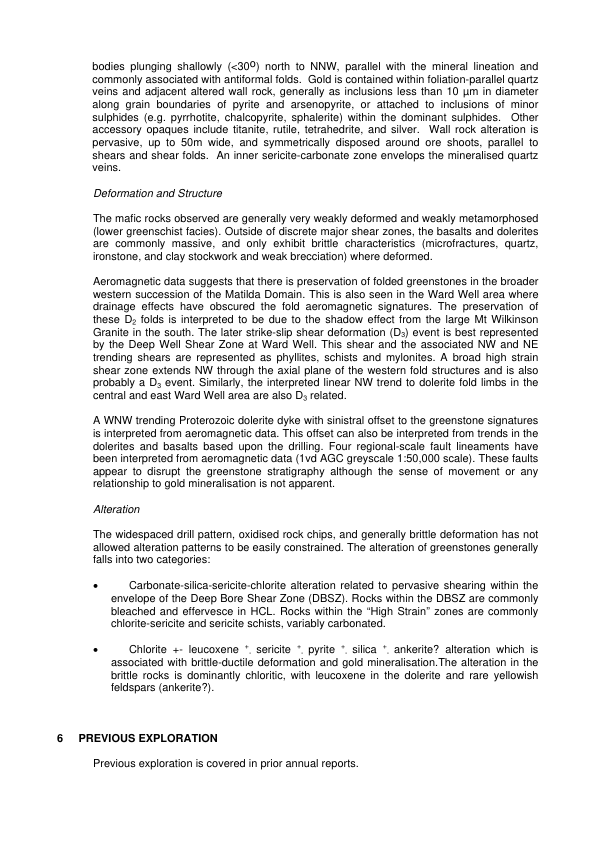 bodies plunging shallowly (<30º) north to NNW, parallel with the mineral lineation and
commonly associated with antiformal folds. Gold is contained within foliation-parallel quartz
veins and adjacent altered wall rock, generally as inclusions less than 10 µm in diameter
along grain boundaries of pyrite and arsenopyrite, or attached to inclusions of minor
sulphides (e.g. pyrrhotite, chalcopyrite, sphalerite) within the dominant sulphides. Other
accessory opaques include titanite, rutile, tetrahedrite, and silver. Wall rock alteration is
pervasive, up to 50m wide, and symmetrically disposed around ore shoots, parallel to
shears and shear folds. An inner sericite-carbonate zone envelops the mineralised quartz
veins.
Deformation and Structure
The mafic rocks observed are generally very weakly deformed and weakly metamorphosed
(lower greenschist facies). Outside of discrete major shear zones, the basalts and dolerites
are commonly massive, and only exhibit brittle characteristics (microfractures, quartz,
ironstone, and clay stockwork and weak brecciation) where deformed.
Aeromagnetic data suggests that there is preservation of folded greenstones in the broader
western succession of the Matilda Domain. This is also seen in the Ward Well area where
drainage effects have obscured the fold aeromagnetic signatures. The preservation of
these D₂ folds is interpreted to be due to the shadow effect from the large Mt Wilkinson
Granite in the south. The later strike-slip shear deformation (D₃) event is best represented
by the Deep Well Shear Zone at Ward Well. This shear and the associated NW and NE
trending shears are represented as phyllites, schists and mylonites. A broad high strain
shear zone extends NW through the axial plane of the western fold structures and is also
probably a D₃ event. Similarly, the interpreted linear NW trend to dolerite fold limbs in the
central and east Ward Well area are also D₃ related.
A WNW trending Proterozoic dolerite dyke with sinistral offset to the greenstone signatures
is interpreted from aeromagnetic data. This offset can also be interpreted from trends in the
dolerites and basalts based upon the drilling. Four regional-scale fault lineaments have
been interpreted from aeromagnetic data (1vd AGC greyscale 1:50,000 scale). These faults
appear to disrupt the greenstone stratigraphy although the sense of movement or any
relationship to gold mineralisation is not apparent.
Alteration
The widespaced drill pattern, oxidised rock chips, and generally brittle deformation has not
allowed alteration patterns to be easily constrained. The alteration of greenstones generally
falls into two categories:
• Carbonate-silica-sericite-chlorite alteration related to pervasive shearing within the
envelope of the Deep Bore Shear Zone (DBSZ). Rocks within the DBSZ are commonly
bleached and effervesce in HCL. Rocks within the “High Strain” zones are commonly
chlorite-sericite and sericite schists, variably carbonated.
• Chlorite +- leucoxene +. sericite +. pyrite +. silica +. ankerite? alteration which is
associated with brittle-ductile deformation and gold mineralisation.The alteration in the
brittle rocks is dominantly chloritic, with leucoxene in the dolerite and rare yellowish
feldspars (ankerite?).
6 PREVIOUS EXPLORATION
Previous exploration is covered in prior annual reports.